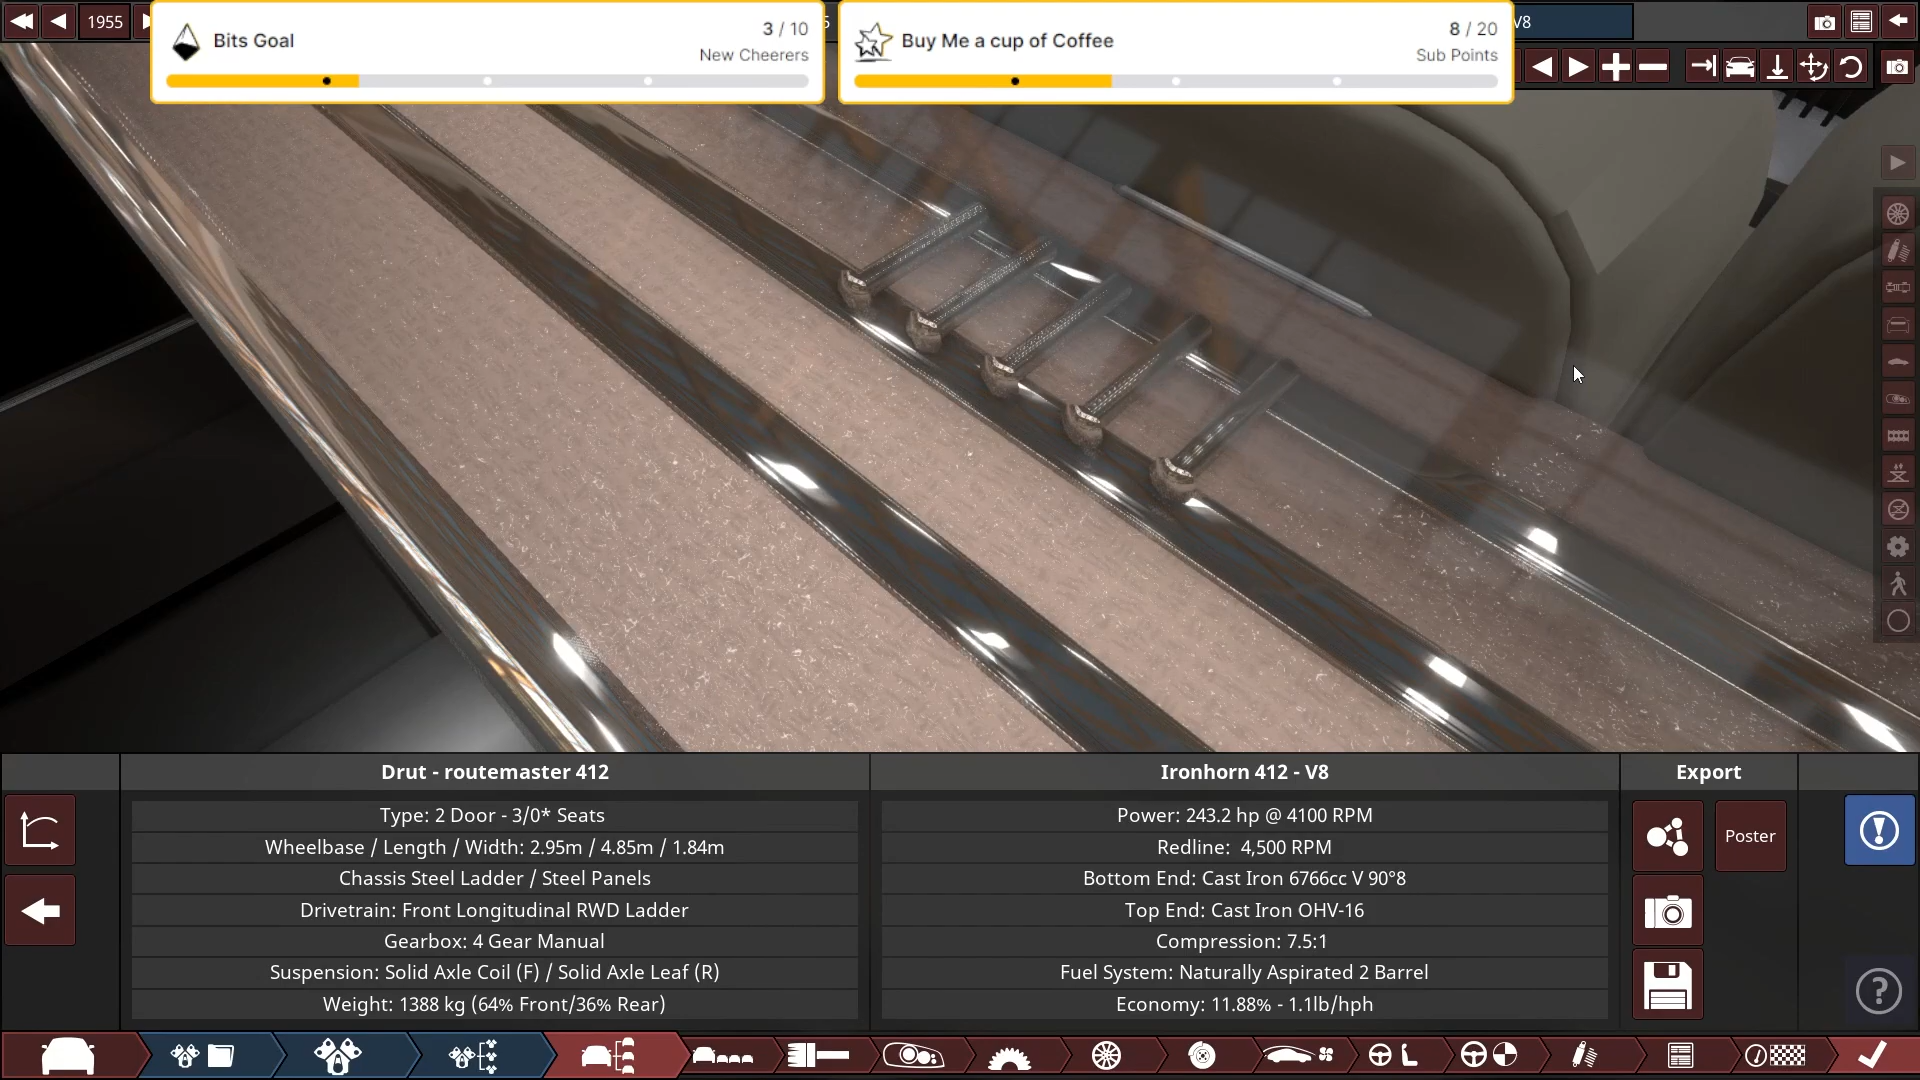 1955
Bits Goal
3 / 10
New Cheerers
Buy Me a cup of Coffee
8 / 20
Sub Points
5
V8
Drut - routemaster 412
Type: 2 Door - 3/0* Seats
Wheelbase / Length / Width: 2.95m / 4.85m / 1.84m
Chassis Steel Ladder / Steel Panels
Drivetrain: Front Longitudinal RWD Ladder
Gearbox: 4 Gear Manual
Suspension: Solid Axle Coil (F) / Solid Axle Leaf (R)
Weight: 1388 kg (64% Front/36% Rear)
Ironhorn 412 - V8
Power: 243.2 hp @ 4100 RPM
Redline: 4,500 RPM
Bottom End: Cast Iron 6766cc V 90°8
Top End: Cast Iron OHV-16
Compression: 7.5:1
Fuel System: Naturally Aspirated 2 Barrel
Economy: 11.88% - 1.1lb/hph
Export
Poster